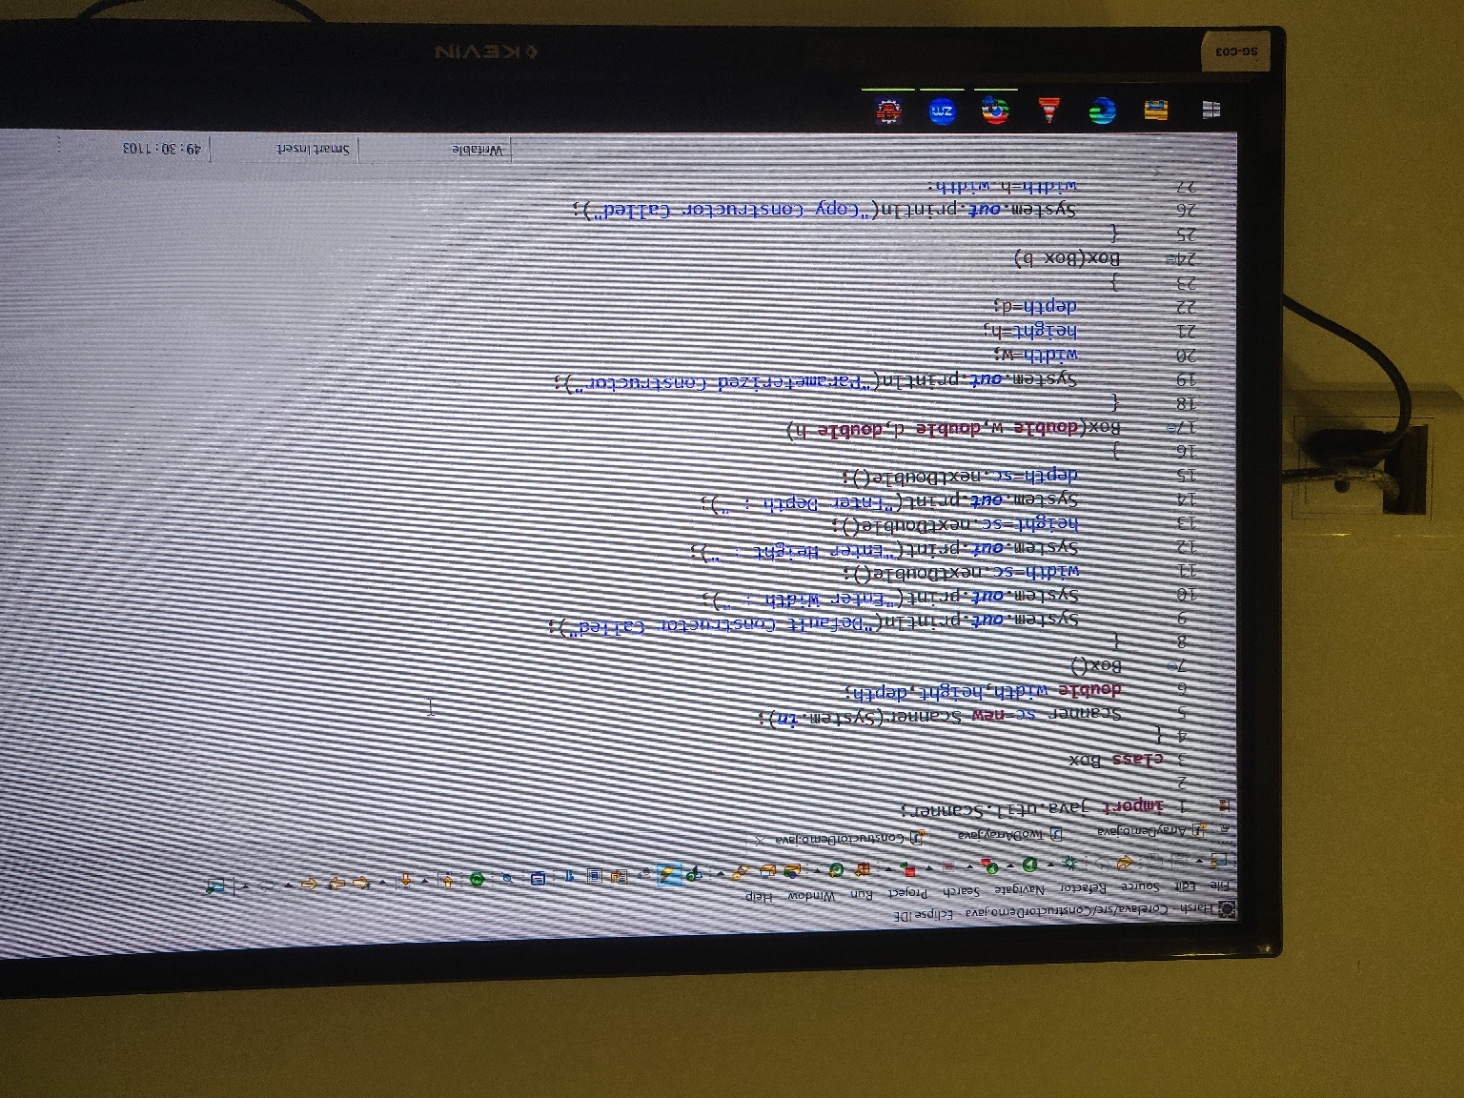 Harsh - CoreJava/src/ConstructorDemo.java - Eclipse IDE
File Edit Source Refactor Navigate Search Project Run Window Help
ArrayDemo.java TwoDArray.java ConstructorDemo.java
1 import java.util.Scanner;
2
3 class Box
4 {
5 Scanner sc=new Scanner(System.in);
6 double width,height,depth;
7 Box()
8 {
9 System.out.println("Default Constructor Called");
10 System.out.print("Enter Width : ");
11 width=sc.nextDouble();
12 System.out.print("Enter Height : ");
13 height=sc.nextDouble();
14 System.out.print("Enter Depth : ");
15 depth=sc.nextDouble();
16 }
17 Box(double w,double d,double h)
18 {
19 System.out.println("Parameterized Constructor");
20 width=w;
21 height=h;
22 depth=d;
23 }
24 Box(Box b)
25 {
26 System.out.println("Copy Constructor Called");
27 width=b.width;
Writable Smart Insert 49 : 30 : 1103
zm
SG-C03
KEVIN